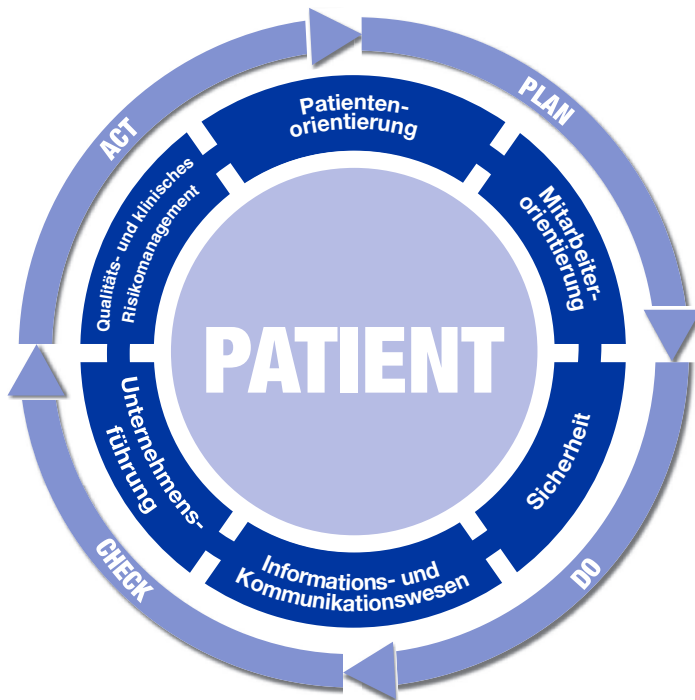 PLAN
DO
CHECK
ACT
Patienten-
orientierung
Mitarbeiter-
orientierung
Sicherheit
Informations- und
Kommunikationswesen
Unternehmens-
führung
Qualitäts- und klinisches
Risikomanagement
PATIENT